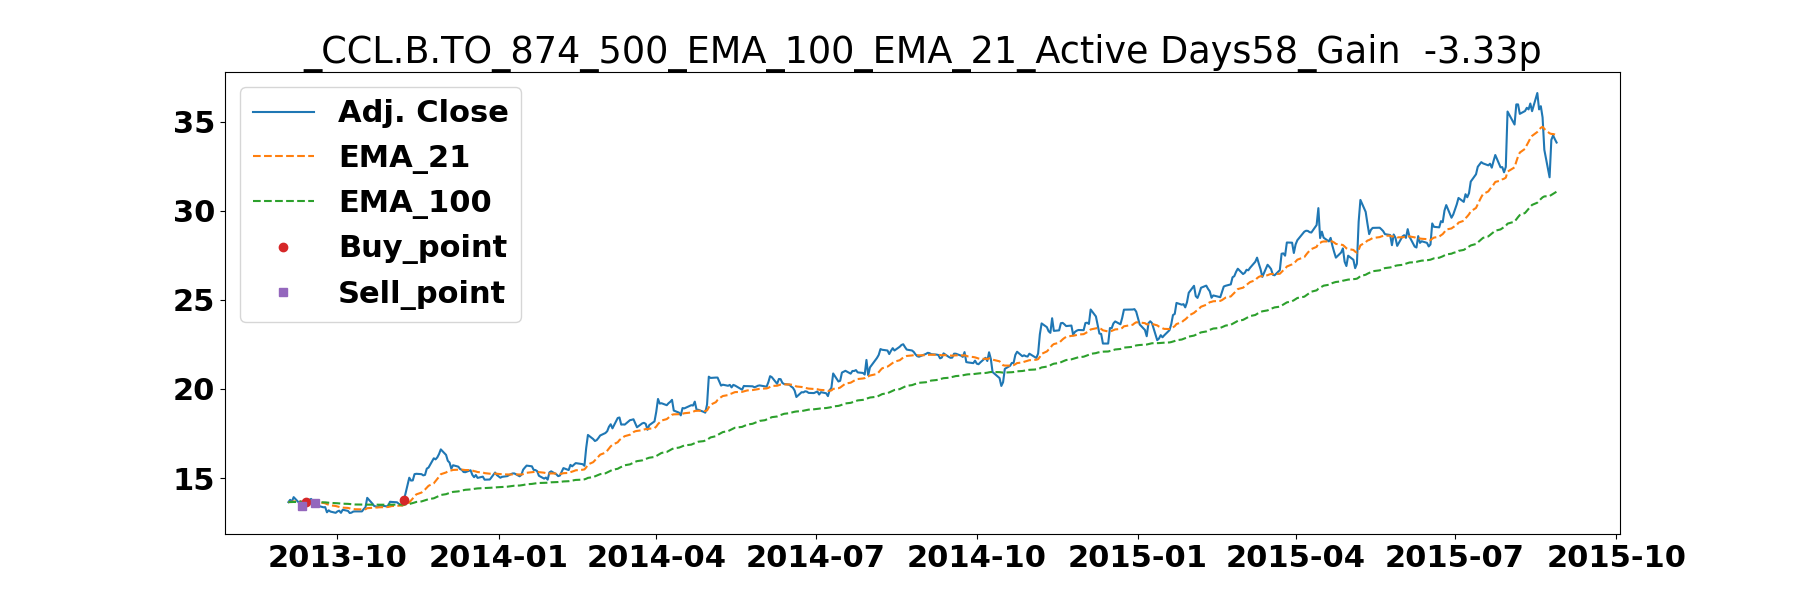 _CCL.B.TO_874_500_EMA_100_EMA_21_Active Days58_Gain  -3.33p
Adj. Close
EMA_21
EMA_100
Buy_point
Sell_point
35
30
25
20
15
2013-10 2014-01 2014-04 2014-07 2014-10 2015-01 2015-04 2015-07 2015-10